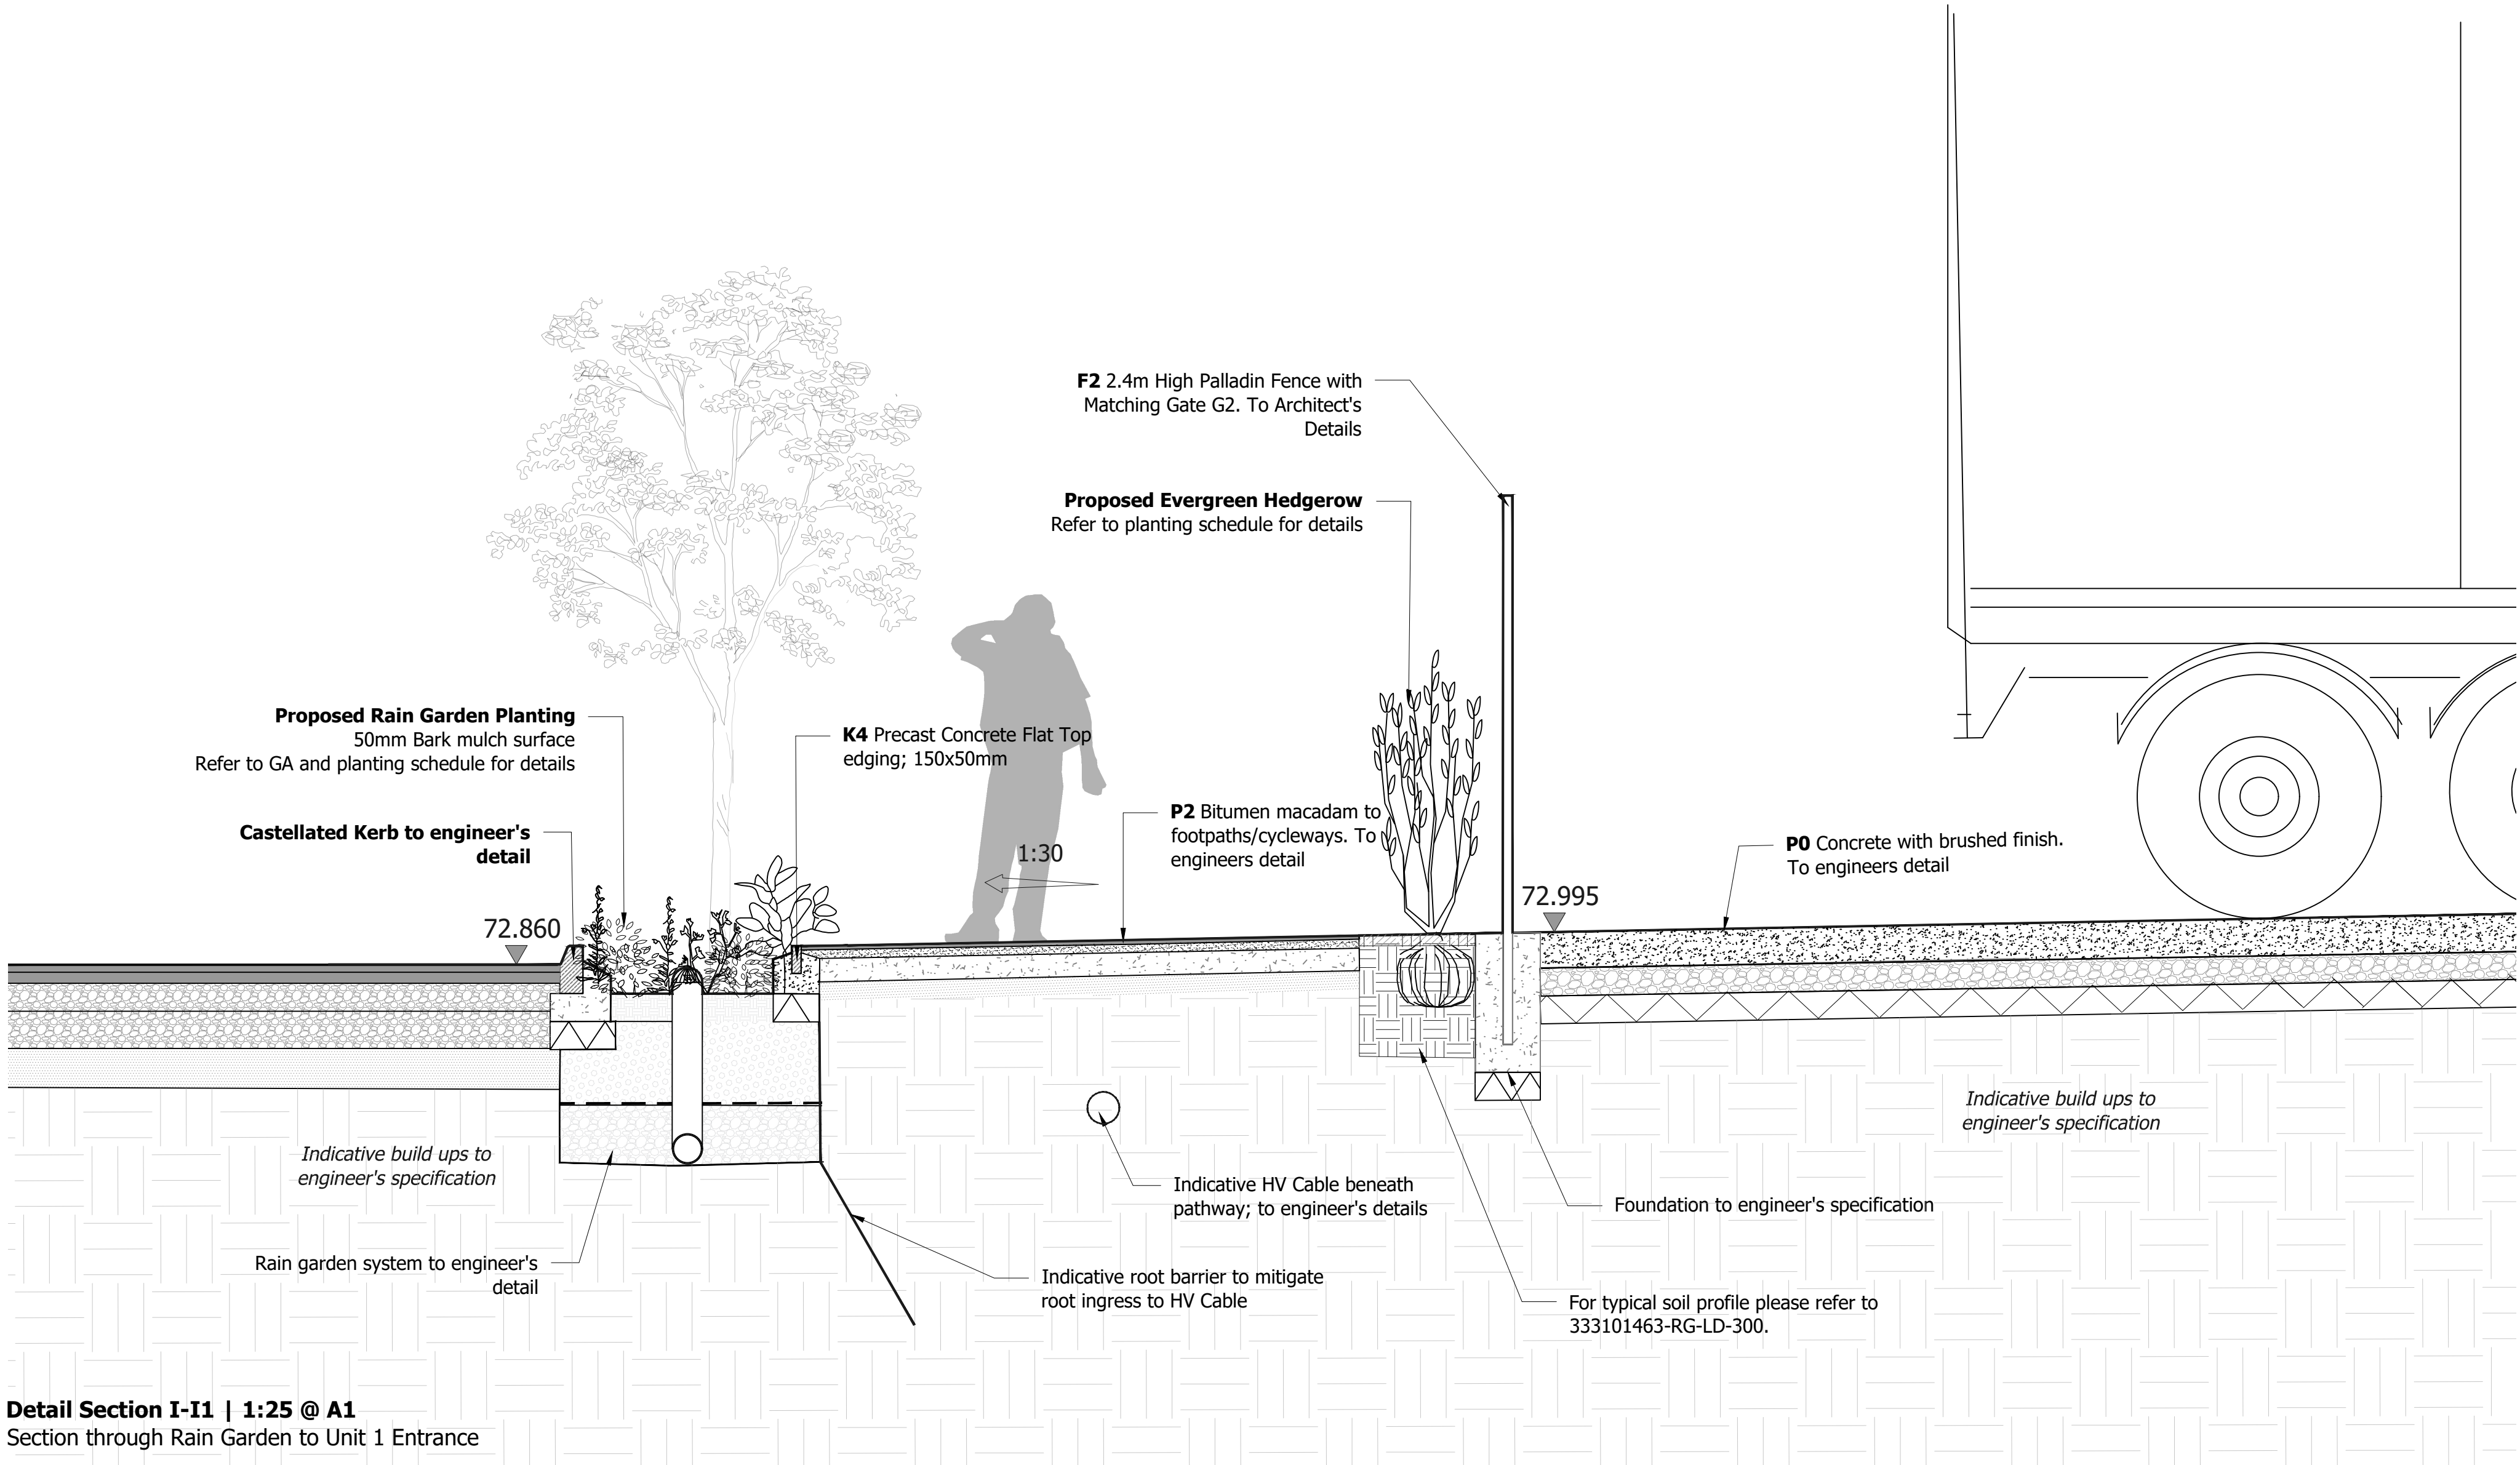 F2 2.4m High Palladin Fence with
Matching Gate G2. To Architect's
Details
Proposed Evergreen Hedgerow
Refer to planting schedule for details
Proposed Rain Garden Planting
50mm Bark mulch surface
Refer to GA and planting schedule for details
K4 Precast Concrete Flat Top
edging; 150x50mm
Castellated Kerb to engineer's
detail
P2 Bitumen macadam to
footpaths/cycleways. To
engineers detail
1:30
P0 Concrete with brushed finish.
To engineers detail
72.860
72.995
Indicative build ups to
engineer's specification
Indicative build ups to
engineer's specification
Indicative HV Cable beneath
pathway; to engineer's details
Foundation to engineer's specification
Rain garden system to engineer's
detail
Indicative root barrier to mitigate
root ingress to HV Cable
For typical soil profile please refer to
333101463-RG-LD-300.
Detail Section I-I1 | 1:25 @ A1
Section through Rain Garden to Unit 1 Entrance